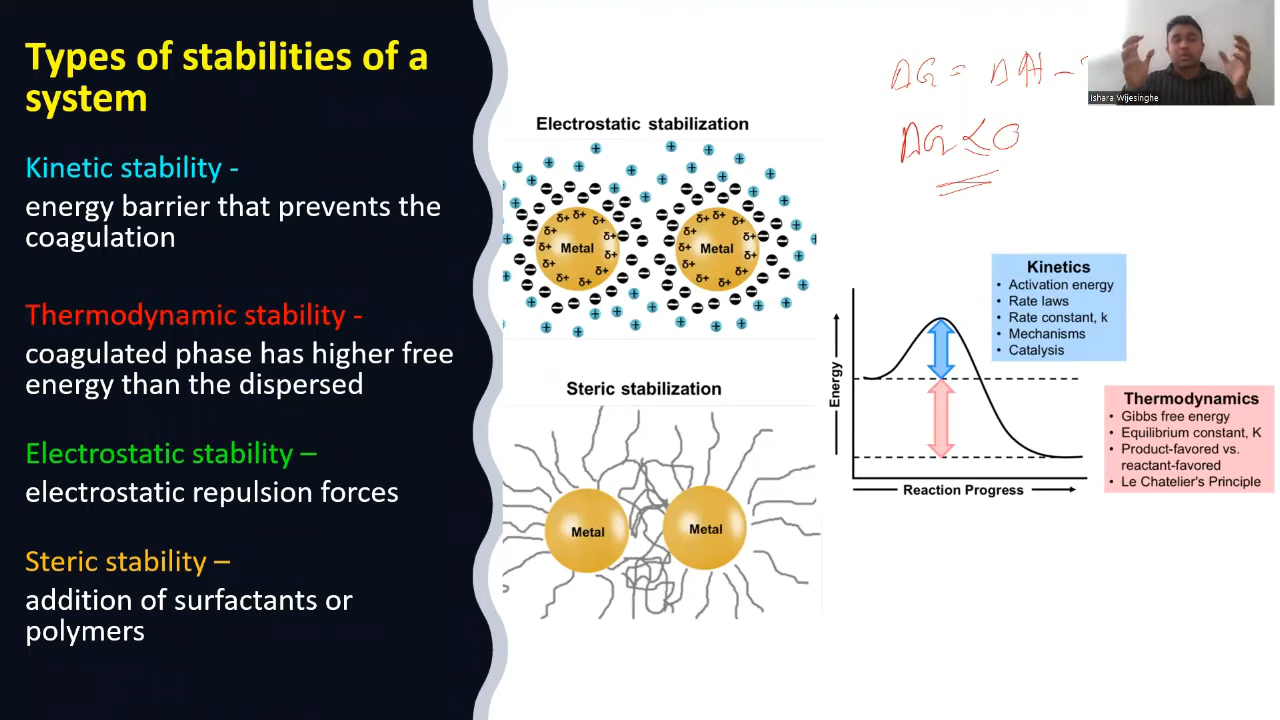 Types of stabilities of a
system
Kinetic stability -
energy barrier that prevents the
coagulation
Thermodynamic stability -
coagulated phase has higher free
energy than the dispersed
Electrostatic stability –
electrostatic repulsion forces
Steric stability –
addition of surfactants or
polymers
Electrostatic stabilization
δ+ δ+ δ+ δ+ δ+ δ+ δ+ δ+ δ+ δ+ δ+
Metal
δ+ δ+ δ+ δ+ δ+ δ+ δ+ δ+ δ+ δ+ δ+
Metal
Steric stabilization
Metal
Metal
ΔG = ΔH -
ΔG < 0
Ishara Wijesinghe
Kinetics
• Activation energy
• Rate laws
• Rate constant, k
• Mechanisms
• Catalysis
Energy
Reaction Progress
Thermodynamics
• Gibbs free energy
• Equilibrium constant, K
• Product-favored vs.
reactant-favored
• Le Chatelier's Principle